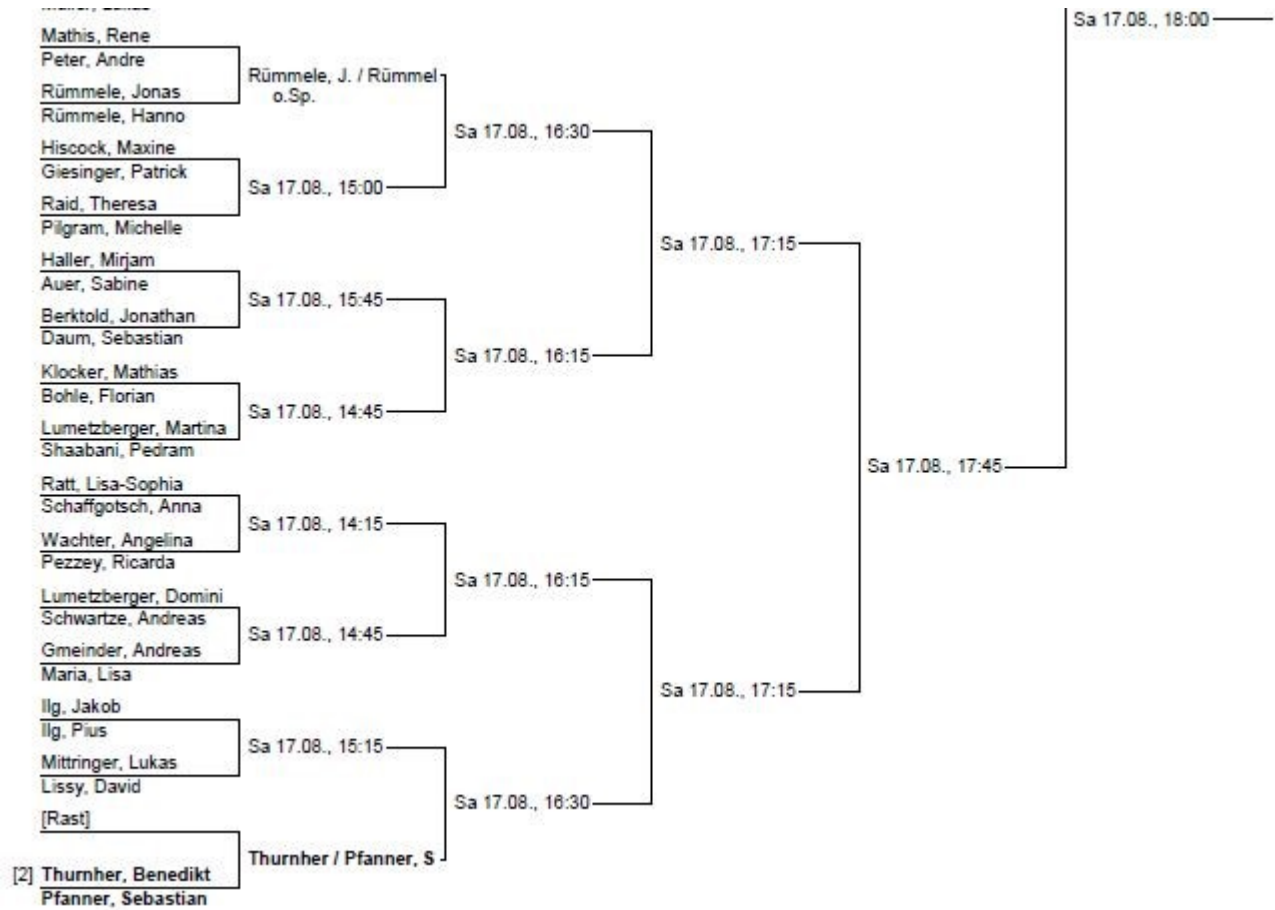 Sa 17.08., 18:00
Mathis, Rene
Peter, Andre
Rümmele, J. / Rümmel
o.Sp.
Rümmele, Jonas
Rümmele, Hanno
Sa 17.08., 16:30
Hiscock, Maxine
Giesinger, Patrick
Sa 17.08., 15:00
Raid, Theresa
Pilgram, Michelle
Sa 17.08., 17:15
Haller, Mirjam
Auer, Sabine
Sa 17.08., 15:45
Berktold, Jonathan
Daum, Sebastian
Sa 17.08., 16:15
Klocker, Mathias
Bohle, Florian
Sa 17.08., 14:45
Lumetzberger, Martina
Shaabani, Pedram
Sa 17.08., 17:45
Ratt, Lisa-Sophia
Schaffgotsch, Anna
Sa 17.08., 14:15
Wachter, Angelina
Pezzey, Ricarda
Sa 17.08., 16:15
Lumetzberger, Domini
Schwartze, Andreas
Sa 17.08., 14:45
Gmeinder, Andreas
Maria, Lisa
Sa 17.08., 17:15
Ilg, Jakob
Ilg, Pius
Sa 17.08., 15:15
Mittringer, Lukas
Lissy, David
Sa 17.08., 16:30
[Rast]
Thurnher / Pfanner, S
[2] Thurnher, Benedikt
Pfanner, Sebastian